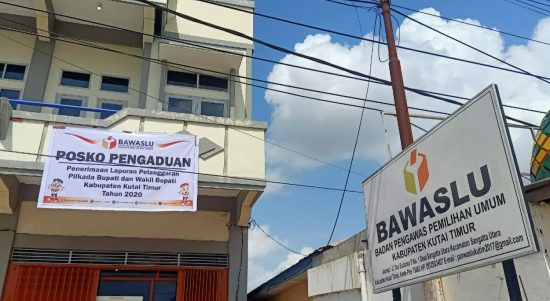 BAWASLU
POSKO PENGADUAN
Penerimaan Laporan Pelanggaran
Pilkada Bupati dan Wakil Bupati
Kabupaten Kutai Timur
Tahun 2020
BAWASLU
BADAN PENGAWAS PEMILIHAN UMUM
KABUPATEN KUTAI TIMUR